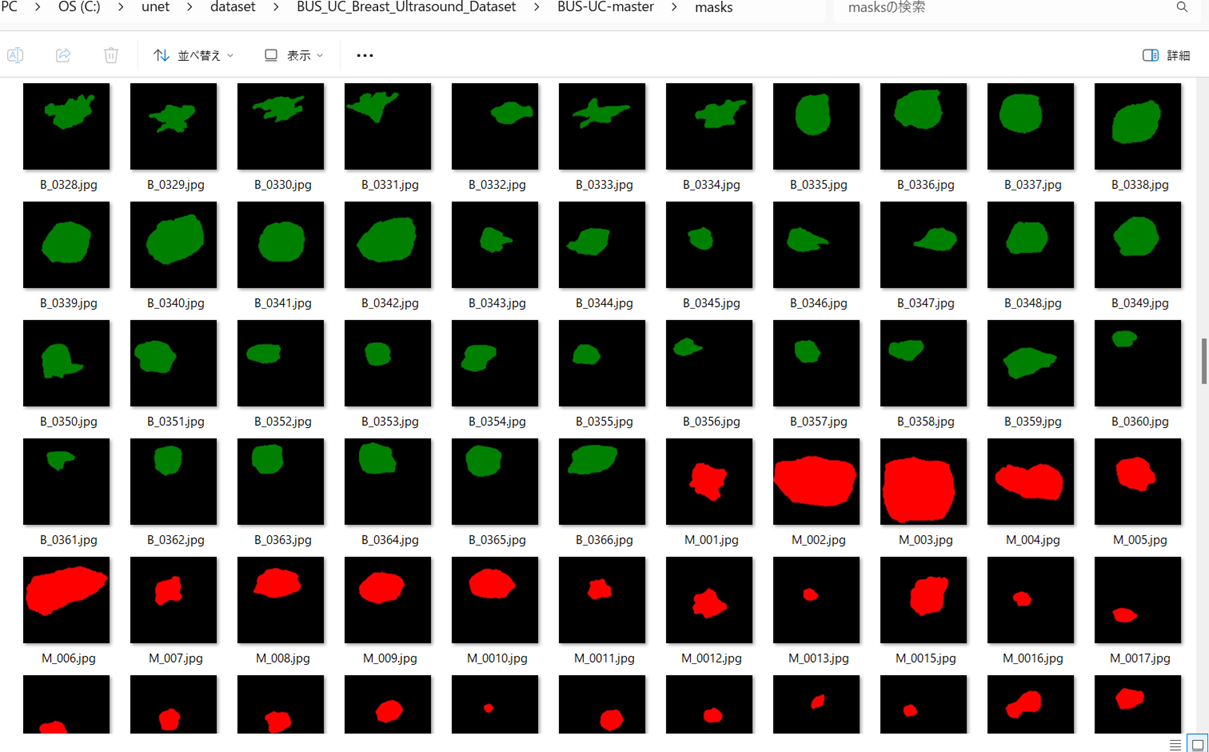 PC > OS (C:) > unet > dataset > BUS_UC_Breast_Ultrasound_Dataset > BUS-UC-master > masks masksの検索
並べ替え 表示 ... 詳細
B_0328.jpg B_0329.jpg B_0330.jpg B_0331.jpg B_0332.jpg B_0333.jpg B_0334.jpg B_0335.jpg B_0336.jpg B_0337.jpg B_0338.jpg
B_0339.jpg B_0340.jpg B_0341.jpg B_0342.jpg B_0343.jpg B_0344.jpg B_0345.jpg B_0346.jpg B_0347.jpg B_0348.jpg B_0349.jpg
B_0350.jpg B_0351.jpg B_0352.jpg B_0353.jpg B_0354.jpg B_0355.jpg B_0356.jpg B_0357.jpg B_0358.jpg B_0359.jpg B_0360.jpg
B_0361.jpg B_0362.jpg B_0363.jpg B_0364.jpg B_0365.jpg B_0366.jpg M_001.jpg M_002.jpg M_003.jpg M_004.jpg M_005.jpg
M_006.jpg M_007.jpg M_008.jpg M_009.jpg M_0010.jpg M_0011.jpg M_0012.jpg M_0013.jpg M_0015.jpg M_0016.jpg M_0017.jpg